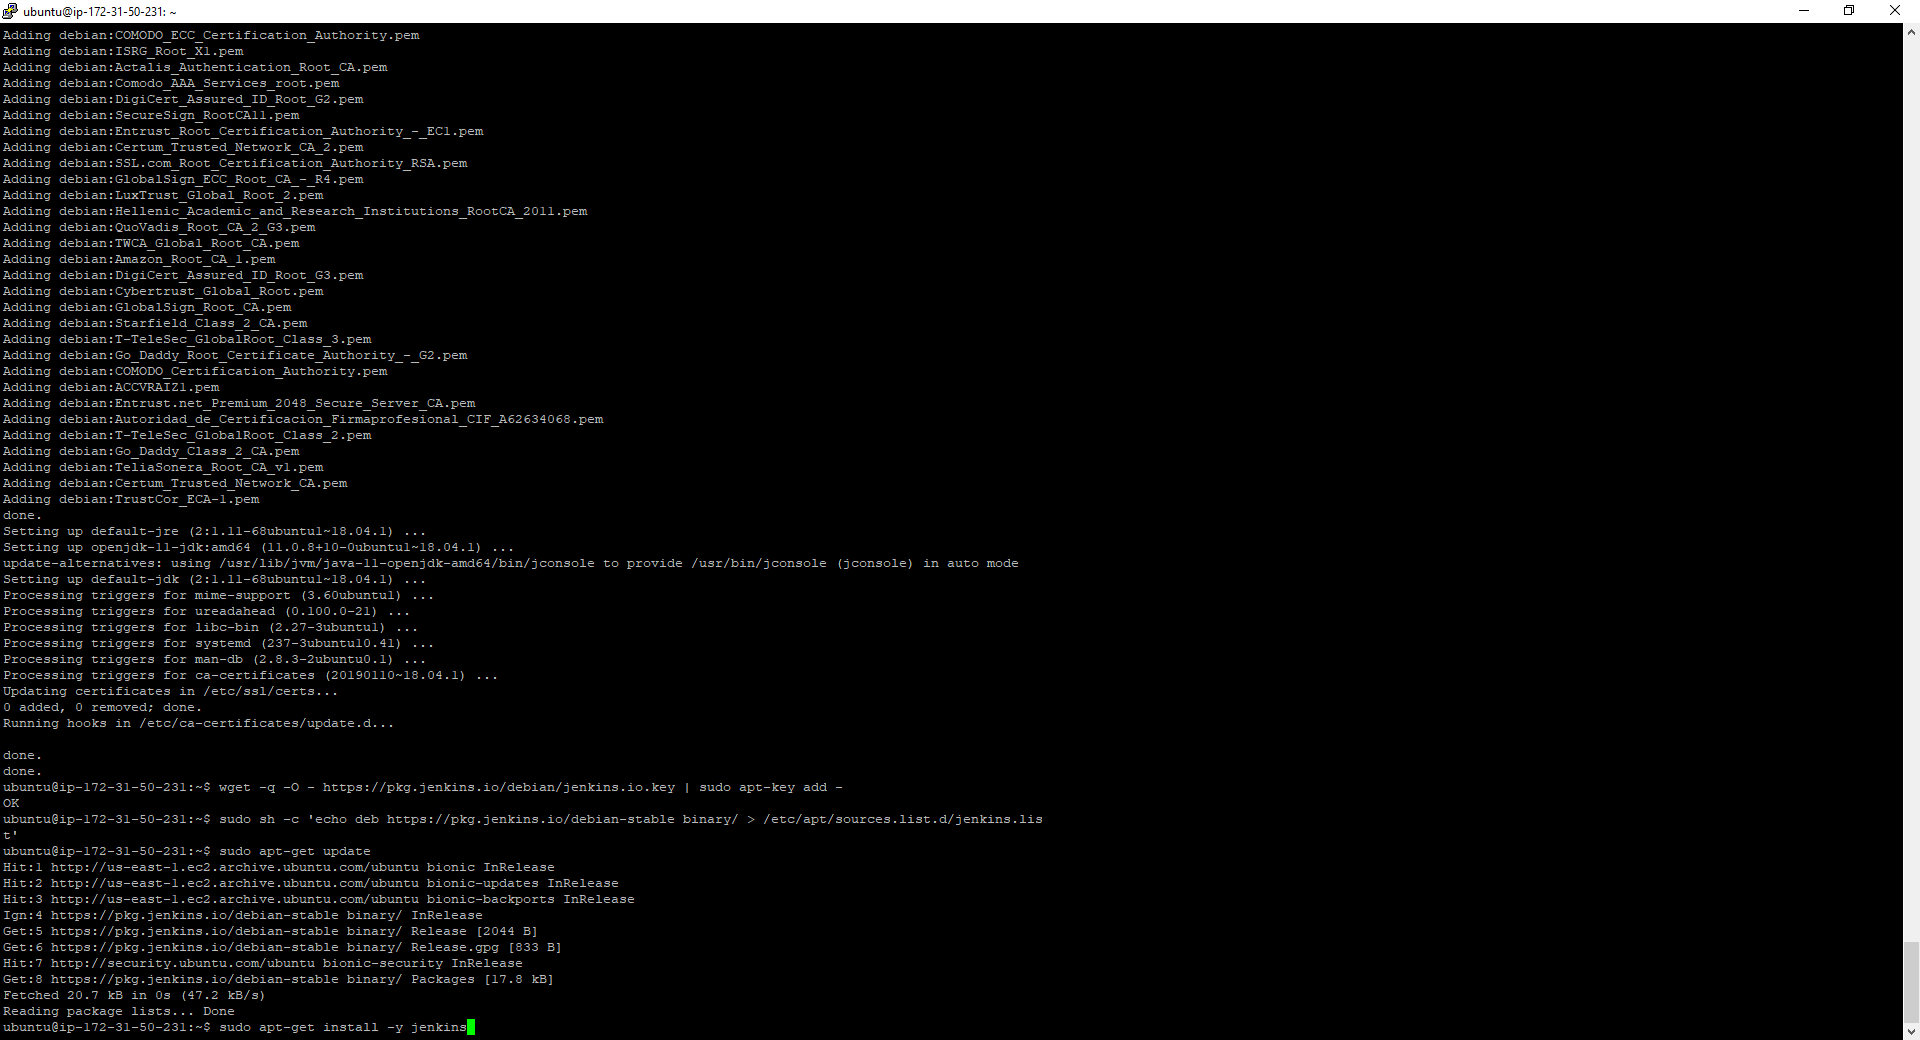 ubuntu@ip-172-31-50-231: ~
Adding debian:COMODO_ECC_Certification_Authority.pem
Adding debian:ISRG_Root_X1.pem
Adding debian:Actalis_Authentication_Root_CA.pem
Adding debian:Comodo_AAA_Services_root.pem
Adding debian:DigiCert_Assured_ID_Root_G2.pem
Adding debian:SecureSign_RootCA11.pem
Adding debian:Entrust_Root_Certification_Authority_-_EC1.pem
Adding debian:Certum_Trusted_Network_CA_2.pem
Adding debian:SSL.com_Root_Certification_Authority_RSA.pem
Adding debian:GlobalSign_ECC_Root_CA_-_R4.pem
Adding debian:LuxTrust_Global_Root_2.pem
Adding debian:Hellenic_Academic_and_Research_Institutions_RootCA_2011.pem
Adding debian:QuoVadis_Root_CA_2_G3.pem
Adding debian:TWCA_Global_Root_CA.pem
Adding debian:Amazon_Root_CA_1.pem
Adding debian:DigiCert_Assured_ID_Root_G3.pem
Adding debian:Cybertrust_Global_Root.pem
Adding debian:GlobalSign_Root_CA.pem
Adding debian:Starfield_Class_2_CA.pem
Adding debian:T-TeleSec_GlobalRoot_Class_3.pem
Adding debian:Go_Daddy_Root_Certificate_Authority_-_G2.pem
Adding debian:COMODO_Certification_Authority.pem
Adding debian:ACCVRAIZ1.pem
Adding debian:Entrust.net_Premium_2048_Secure_Server_CA.pem
Adding debian:Autoridad_de_Certificacion_Firmaprofesional_CIF_A62634068.pem
Adding debian:T-TeleSec_GlobalRoot_Class_2.pem
Adding debian:Go_Daddy_Class_2_CA.pem
Adding debian:TeliaSonera_Root_CA_v1.pem
Adding debian:Certum_Trusted_Network_CA.pem
Adding debian:TrustCor_ECA-1.pem
done.
Setting up default-jre (2:1.11-68ubuntu1~18.04.1) ...
Setting up openjdk-11-jdk:amd64 (11.0.8+10-0ubuntu1~18.04.1) ...
update-alternatives: using /usr/lib/jvm/java-11-openjdk-amd64/bin/jconsole to provide /usr/bin/jconsole (jconsole) in auto mode
Setting up default-jdk (2:1.11-68ubuntu1~18.04.1) ...
Processing triggers for mime-support (3.60ubuntu1) ...
Processing triggers for ureadahead (0.100.0-21) ...
Processing triggers for libc-bin (2.27-3ubuntu1) ...
Processing triggers for systemd (237-3ubuntu10.41) ...
Processing triggers for man-db (2.8.3-2ubuntu0.1) ...
Processing triggers for ca-certificates (20190110~18.04.1) ...
Updating certificates in /etc/ssl/certs...
0 added, 0 removed; done.
Running hooks in /etc/ca-certificates/update.d...
done.
done.
ubuntu@ip-172-31-50-231:~$ wget -q -O - https://pkg.jenkins.io/debian/jenkins.io.key | sudo apt-key add -
OK
ubuntu@ip-172-31-50-231:~$ sudo sh -c 'echo deb https://pkg.jenkins.io/debian-stable binary/ > /etc/apt/sources.list.d/jenkins.lis
t'
ubuntu@ip-172-31-50-231:~$ sudo apt-get update
Hit:1 http://us-east-1.ec2.archive.ubuntu.com/ubuntu bionic InRelease
Hit:2 http://us-east-1.ec2.archive.ubuntu.com/ubuntu bionic-updates InRelease
Hit:3 http://us-east-1.ec2.archive.ubuntu.com/ubuntu bionic-backports InRelease
Ign:4 https://pkg.jenkins.io/debian-stable binary/ InRelease
Get:5 https://pkg.jenkins.io/debian-stable binary/ Release [2044 B]
Get:6 https://pkg.jenkins.io/debian-stable binary/ Release.gpg [833 B]
Hit:7 http://security.ubuntu.com/ubuntu bionic-security InRelease
Get:8 https://pkg.jenkins.io/debian-stable binary/ Packages [17.8 kB]
Fetched 20.7 kB in 0s (47.2 kB/s)
Reading package lists... Done
ubuntu@ip-172-31-50-231:~$ sudo apt-get install -y jenkins